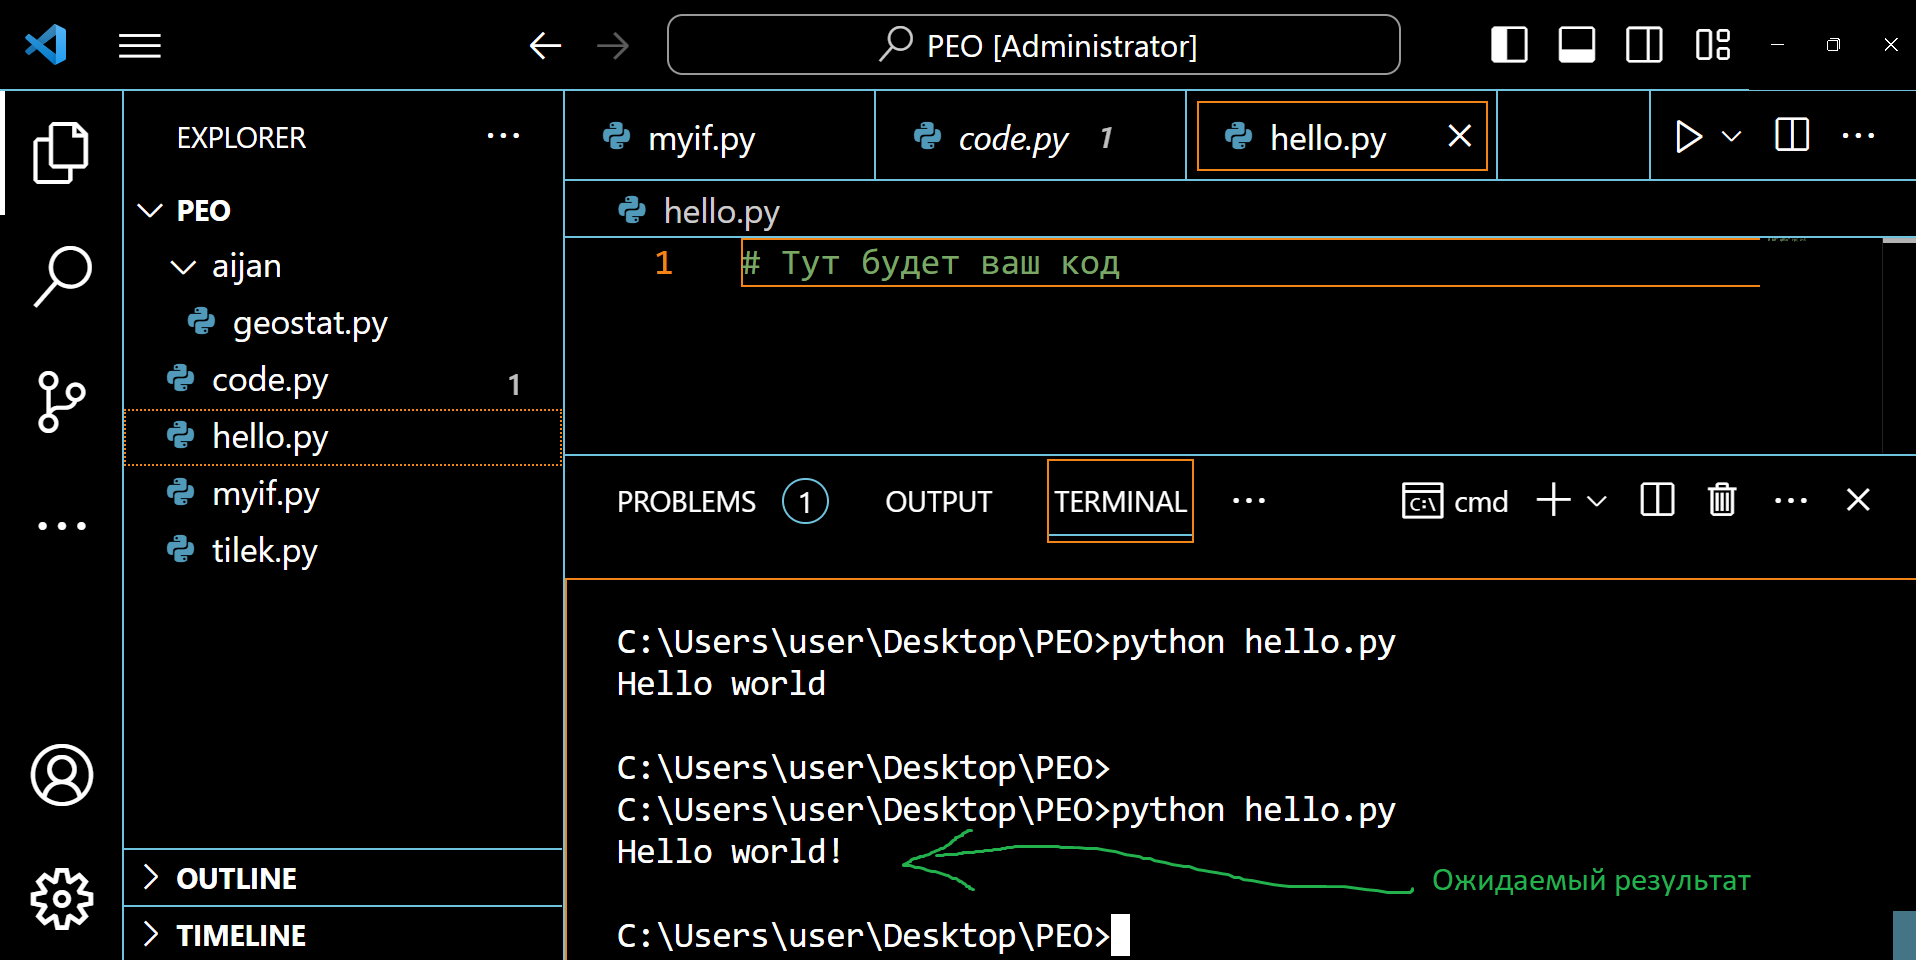 PEO [Administrator]
EXPLORER
PEO
aijan
geostat.py
code.py 1
hello.py
myif.py
tilek.py
OUTLINE
TIMELINE
myif.py code.py 1 hello.py
hello.py
1 # Тут будет ваш код
PROBLEMS 1 OUTPUT TERMINAL cmd
C:\Users\user\Desktop\PEO>python hello.py
Hello world
C:\Users\user\Desktop\PEO>
C:\Users\user\Desktop\PEO>python hello.py
Hello world!
Ожидаемый результат
C:\Users\user\Desktop\PEO>